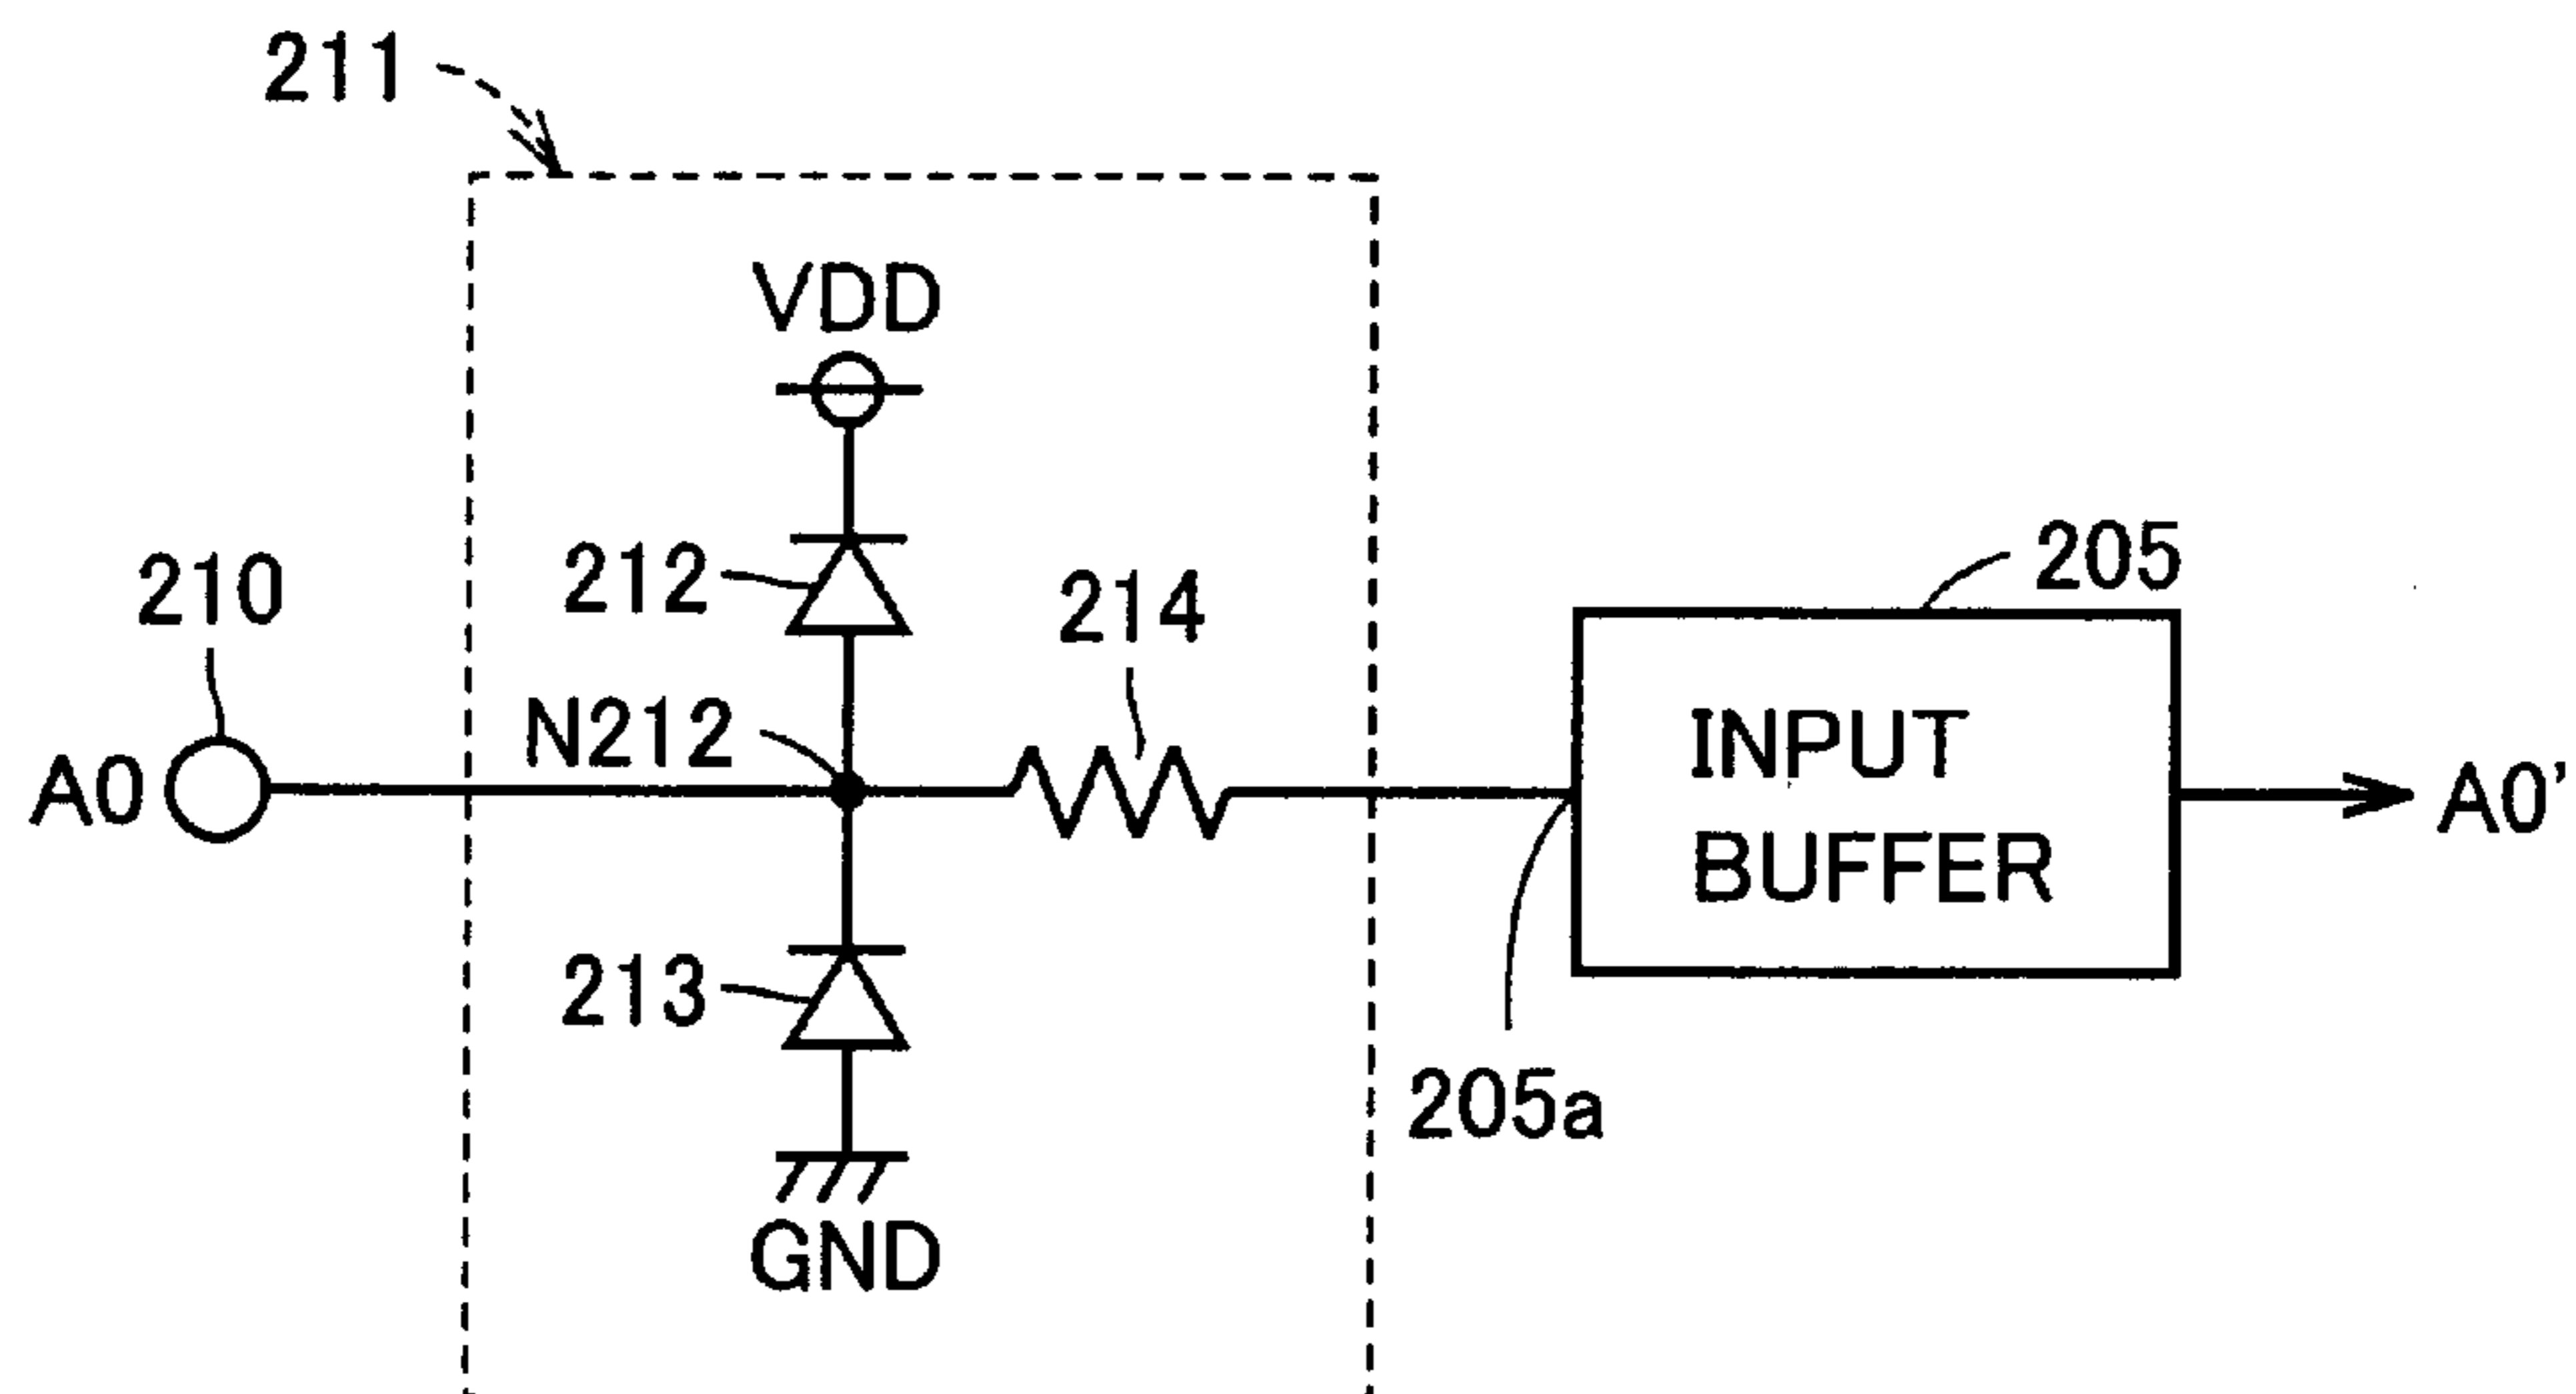 211
VDD
212
214
205
210
N212
A0
INPUT
BUFFER
A0’
213
205a
GND